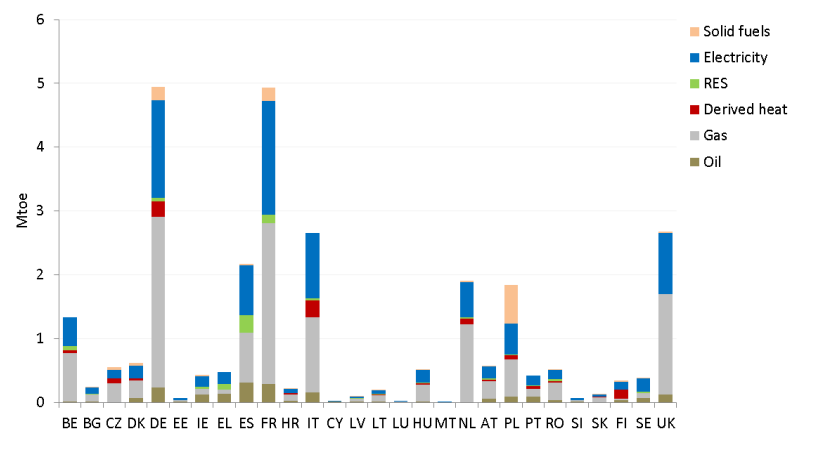 6
5
4
3
2
1
0
Mtoe
BE BG CZ DK DE EE IE EL ES FR HR IT CY LV LT LU HU MT NL AT PL PT RO SI SK FI SE UK
Solid fuels
Electricity
RES
Derived heat
Gas
Oil